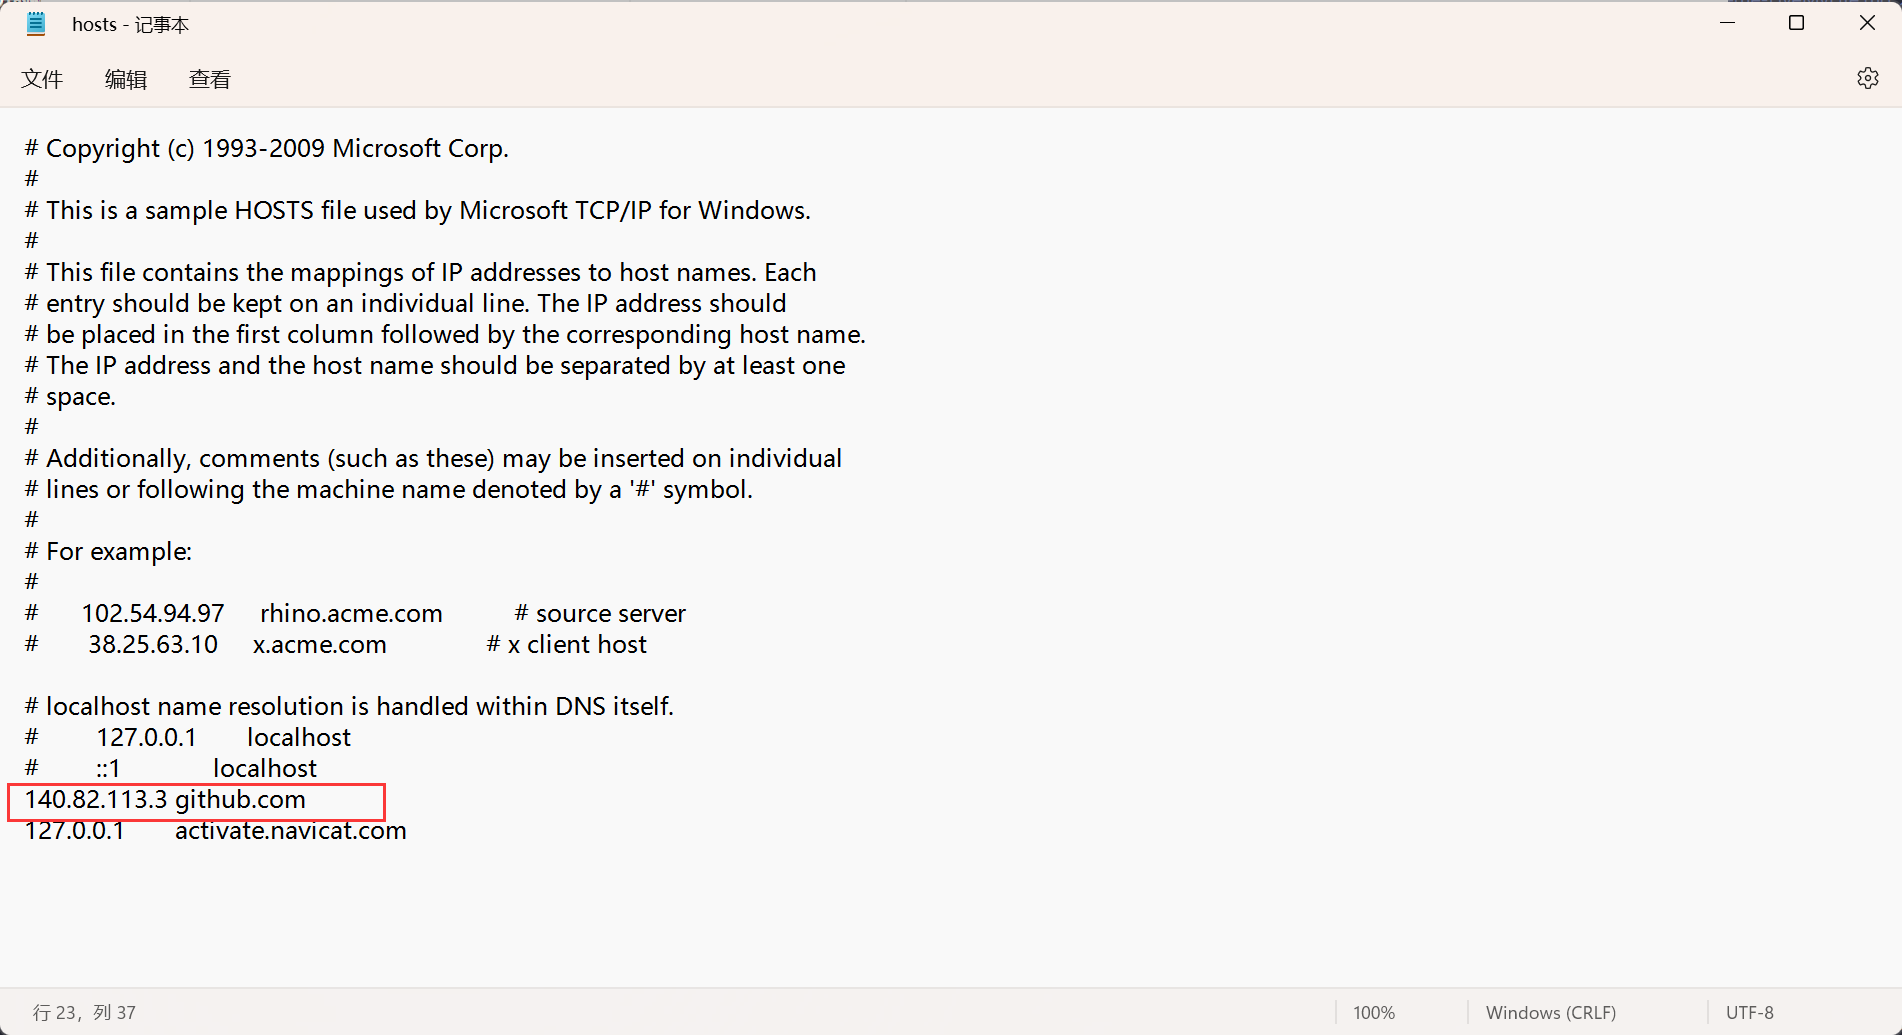 hosts - 记事本
文件 编辑 查看
# Copyright (c) 1993-2009 Microsoft Corp.
#
# This is a sample HOSTS file used by Microsoft TCP/IP for Windows.
#
# This file contains the mappings of IP addresses to host names. Each
# entry should be kept on an individual line. The IP address should
# be placed in the first column followed by the corresponding host name.
# The IP address and the host name should be separated by at least one
# space.
#
# Additionally, comments (such as these) may be inserted on individual
# lines or following the machine name denoted by a '#' symbol.
#
# For example:
#
#      102.54.94.97     rhino.acme.com          # source server
#       38.25.63.10     x.acme.com              # x client host

# localhost name resolution is handled within DNS itself.
#        127.0.0.1       localhost
#        ::1             localhost
140.82.113.3 github.com
127.0.0.1       activate.navicat.com
行 23，列 37 100% Windows (CRLF) UTF-8